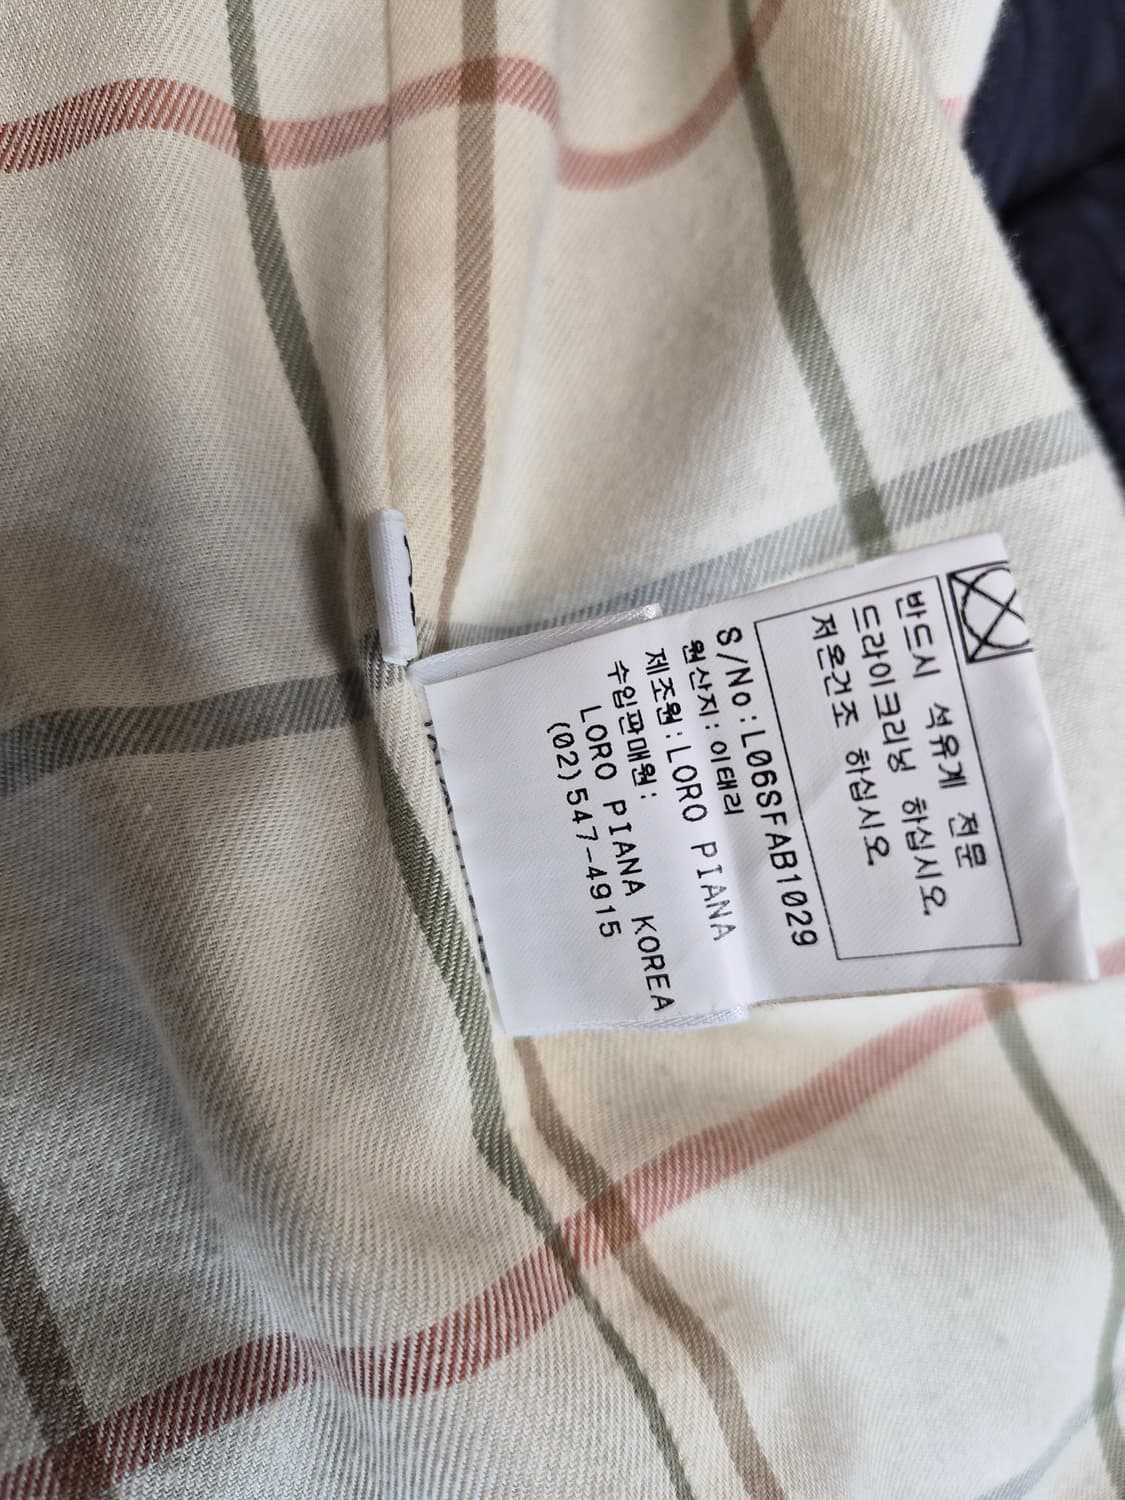 반드시 석유계 전문
드라이크리닝 하십시오.
저온건조 하십시오.
S/No:L06SFAB1029
원산지:이태리
제조원:LORO PIANA
수입판매원:
LORO PIANA KOREA
(02)547-4915